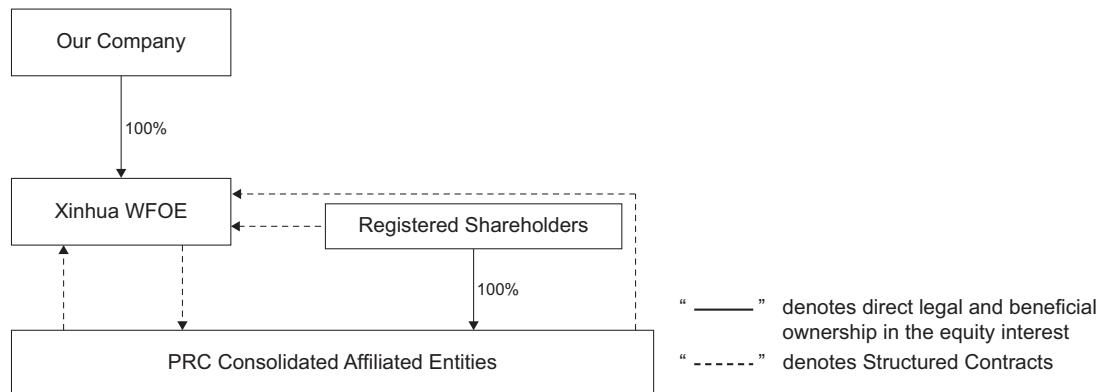 Our Company
100%
Xinhua WFOE
Registered Shareholders
100%
PRC Consolidated Affiliated Entities
“ ” denotes direct legal and beneficial
ownership in the equity interest
“ ” denotes Structured Contracts